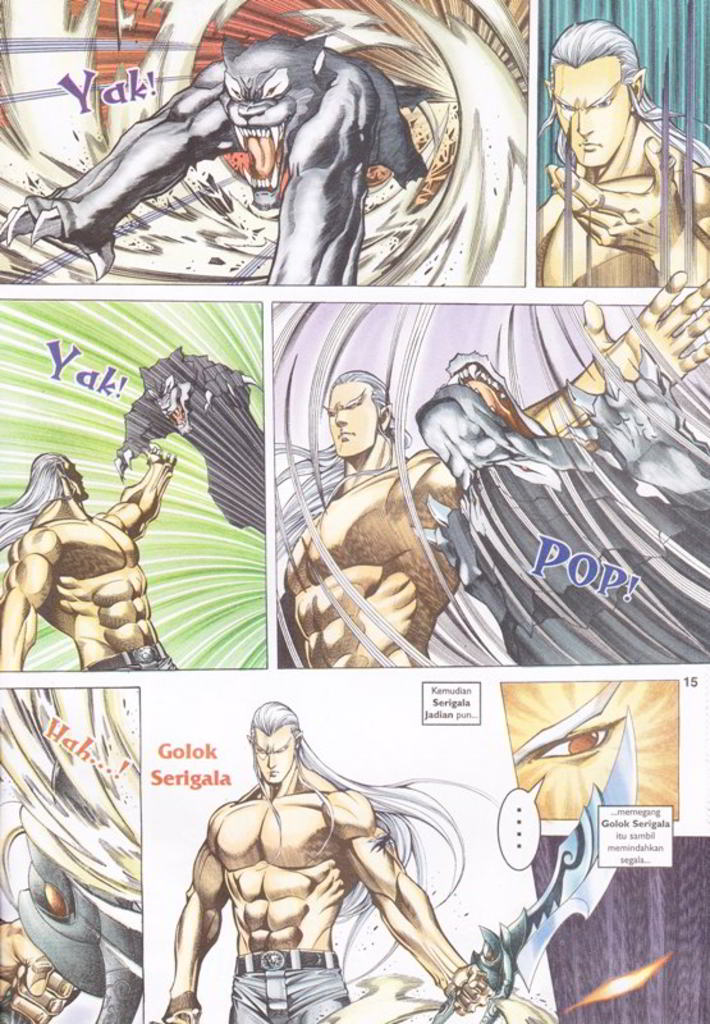 Yak!
Yak!
POP!
15
Hah...!
Golok
Serigala
Kemudian
Serigala
Jadian pun...
....
...memegang
Golok Serigala
itu sambil
memindahkan
segala...